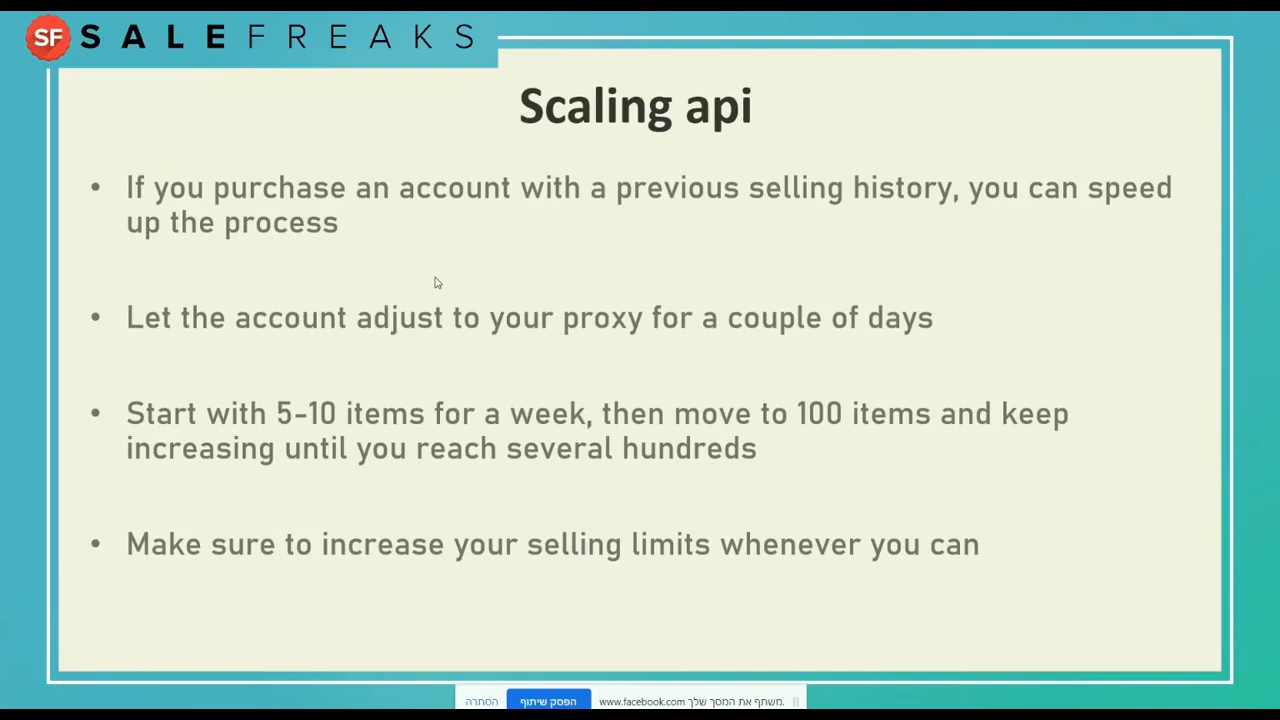 SF SALEFREAKS
Scaling api
• If you purchase an account with a previous selling history, you can speed
up the process
• Let the account adjust to your proxy for a couple of days
• Start with 5-10 items for a week, then move to 100 items and keep
increasing until you reach several hundreds
• Make sure to increase your selling limits whenever you can
הסתרה הפסק שיתוף www.facebook.com משתף את המסך שלך.